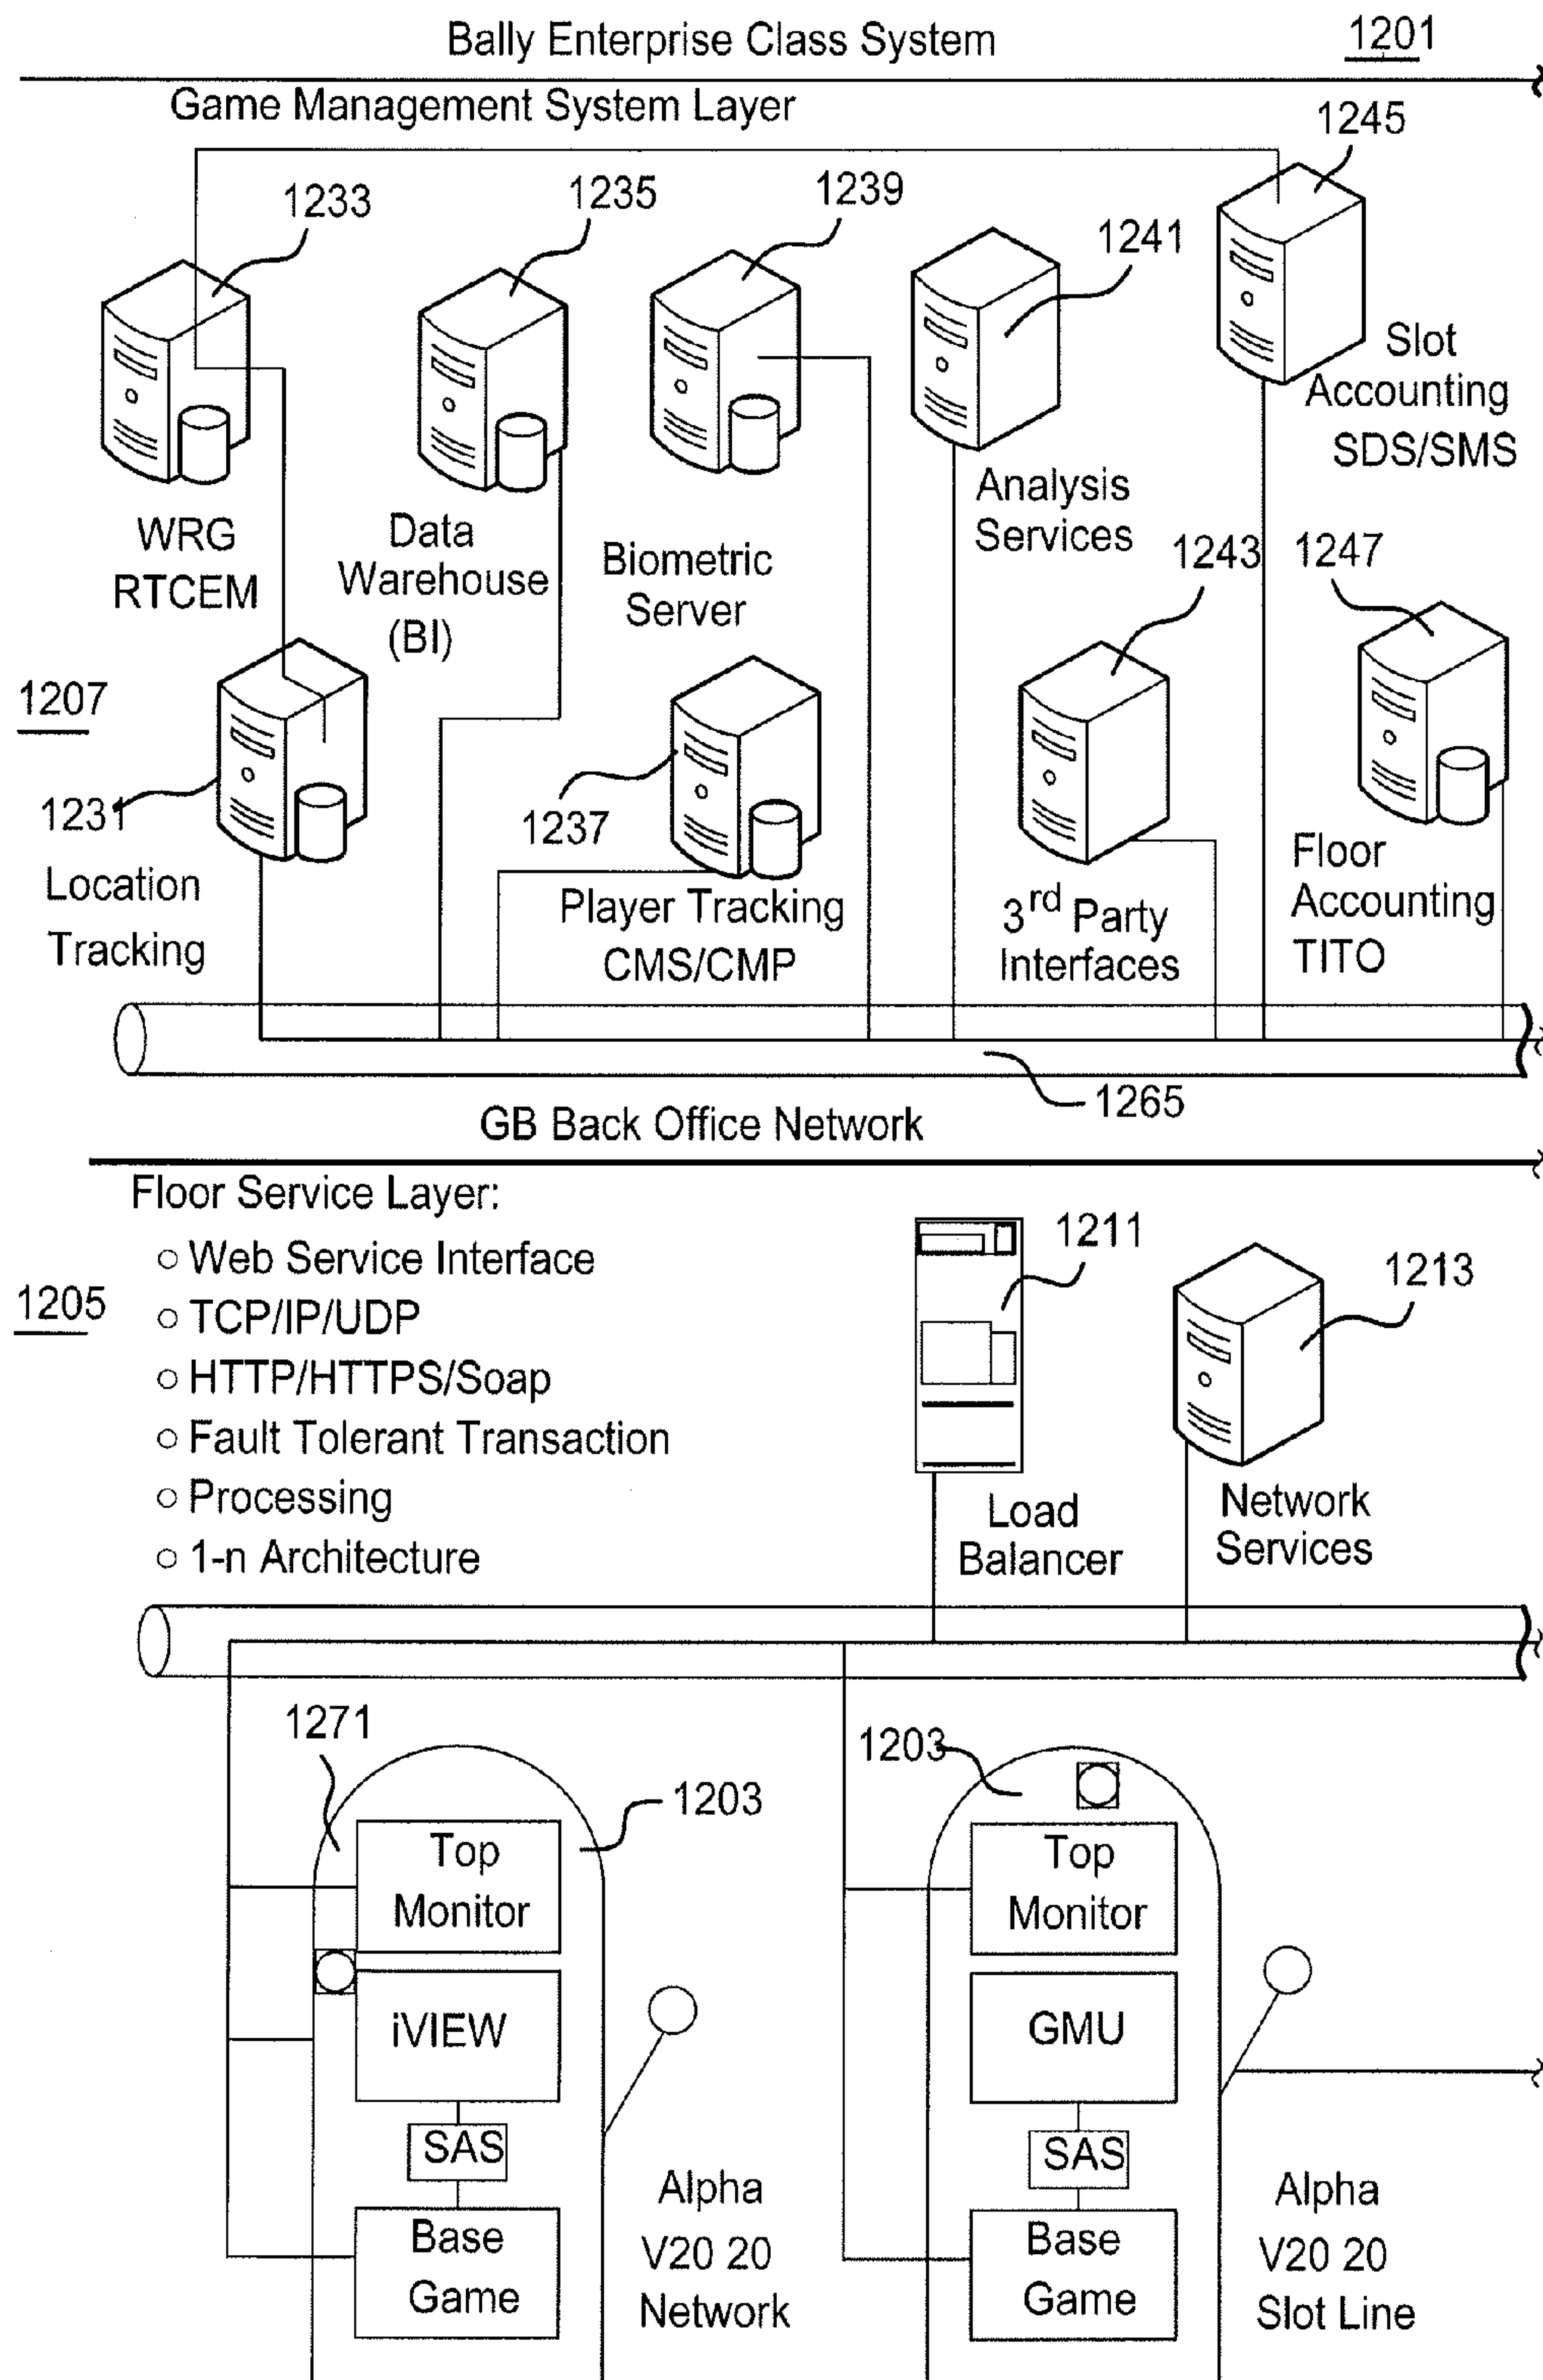 Bally Enterprise Class System
1201
Game Management System Layer
1245
1233
1235
1239
1241
Slot
Accounting
SDS/SMS
WRG
RTCEM
Data
Warehouse
(BI)
Biometric
Server
Analysis
Services
1243
1247
1207
1231
Location
Tracking
1237
Player Tracking
CMS/CMP
3rd Party
Interfaces
Floor
Accounting
TITO
1265
GB Back Office Network
Floor Service Layer:
○ Web Service Interface
○ TCP/IP/UDP
○ HTTP/HTTPS/Soap
○ Fault Tolerant Transaction
○ Processing
○ 1-n Architecture
1205
1211
1213
Load
Balancer
Network
Services
1271
1203
Top
Monitor
iVIEW
SAS
Base
Game
Alpha
V20 20
Network
1203
Top
Monitor
GMU
SAS
Base
Game
Alpha
V20 20
Slot Line